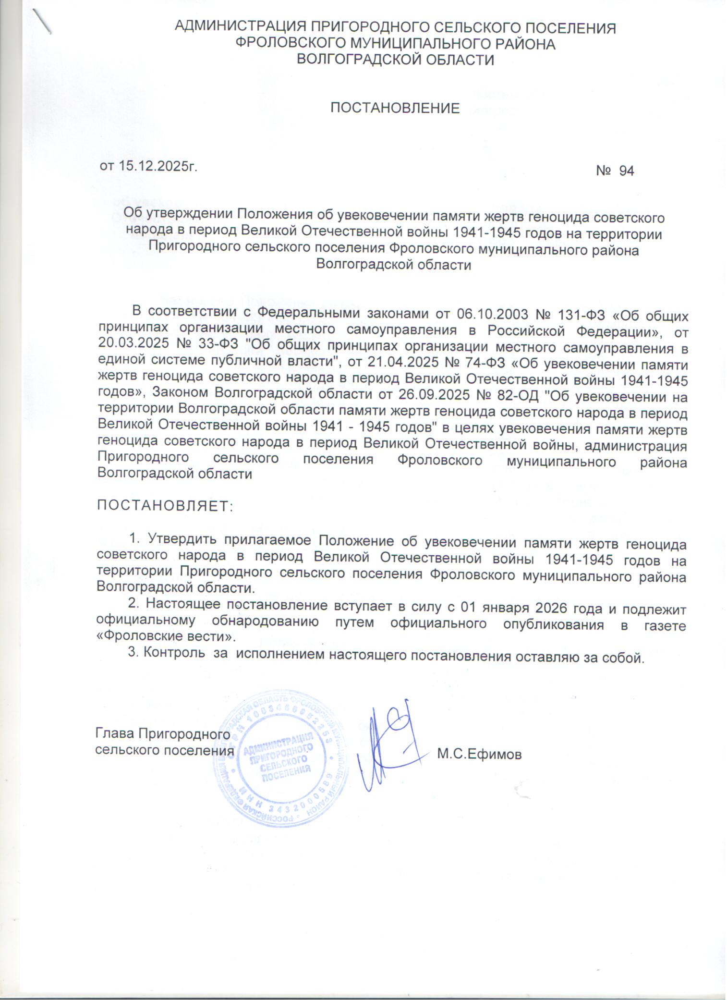 АДМИНИСТРАЦИЯ ПРИГОРОДНОГО СЕЛЬСКОГО ПОСЕЛЕНИЯ
ФРОЛОВСКОГО МУНИЦИПАЛЬНОГО РАЙОНА
ВОЛГОГРАДСКОЙ ОБЛАСТИ
ПОСТАНОВЛЕНИЕ
от 15.12.2025г.
№ 94
Об утверждении Положения об увековечении памяти жертв геноцида советского
народа в период Великой Отечественной войны 1941-1945 годов на территории
Пригородного сельского поселения Фроловского муниципального района
Волгоградской области
В соответствии с Федеральными законами от 06.10.2003 № 131-ФЗ «Об общих
принципах организации местного самоуправления в Российской Федерации», от
20.03.2025 № 33-ФЗ "Об общих принципах организации местного самоуправления в
единой системе публичной власти", от 21.04.2025 № 74-ФЗ «Об увековечении памяти
жертв геноцида советского народа в период Великой Отечественной войны 1941-1945
годов», Законом Волгоградской области от 26.09.2025 № 82-ОД "Об увековечении на
территории Волгоградской области памяти жертв геноцида советского народа в период
Великой Отечественной войны 1941 - 1945 годов" в целях увековечения памяти жертв
геноцида советского народа в период Великой Отечественной войны, администрация
Пригородного сельского поселения Фроловского муниципального района
Волгоградской области
ПОСТАНОВЛЯЕТ:
1. Утвердить прилагаемое Положение об увековечении памяти жертв геноцида
советского народа в период Великой Отечественной войны 1941-1945 годов на
территории Пригородного сельского поселения Фроловского муниципального района
Волгоградской области.
2. Настоящее постановление вступает в силу с 01 января 2026 года и подлежит
официальному обнародованию путем официального опубликования в газете
«Фроловские вести».
3. Контроль за исполнением настоящего постановления оставляю за собой.
Глава Пригородного
сельского поселения
М.С.Ефимов
РОССИЙСКАЯ ФЕДЕРАЦИЯ ВОЛГОГРАДСКАЯ ОБЛАСТЬ ФРОЛОВСКИЙ МУНИЦИПАЛЬНЫЙ РАЙОН
ОГРН
ИНН 3432000589
АДМИНИСТРАЦИЯ
ПРИГОРОДНОГО
СЕЛЬСКОГО
ПОСЕЛЕНИЯ